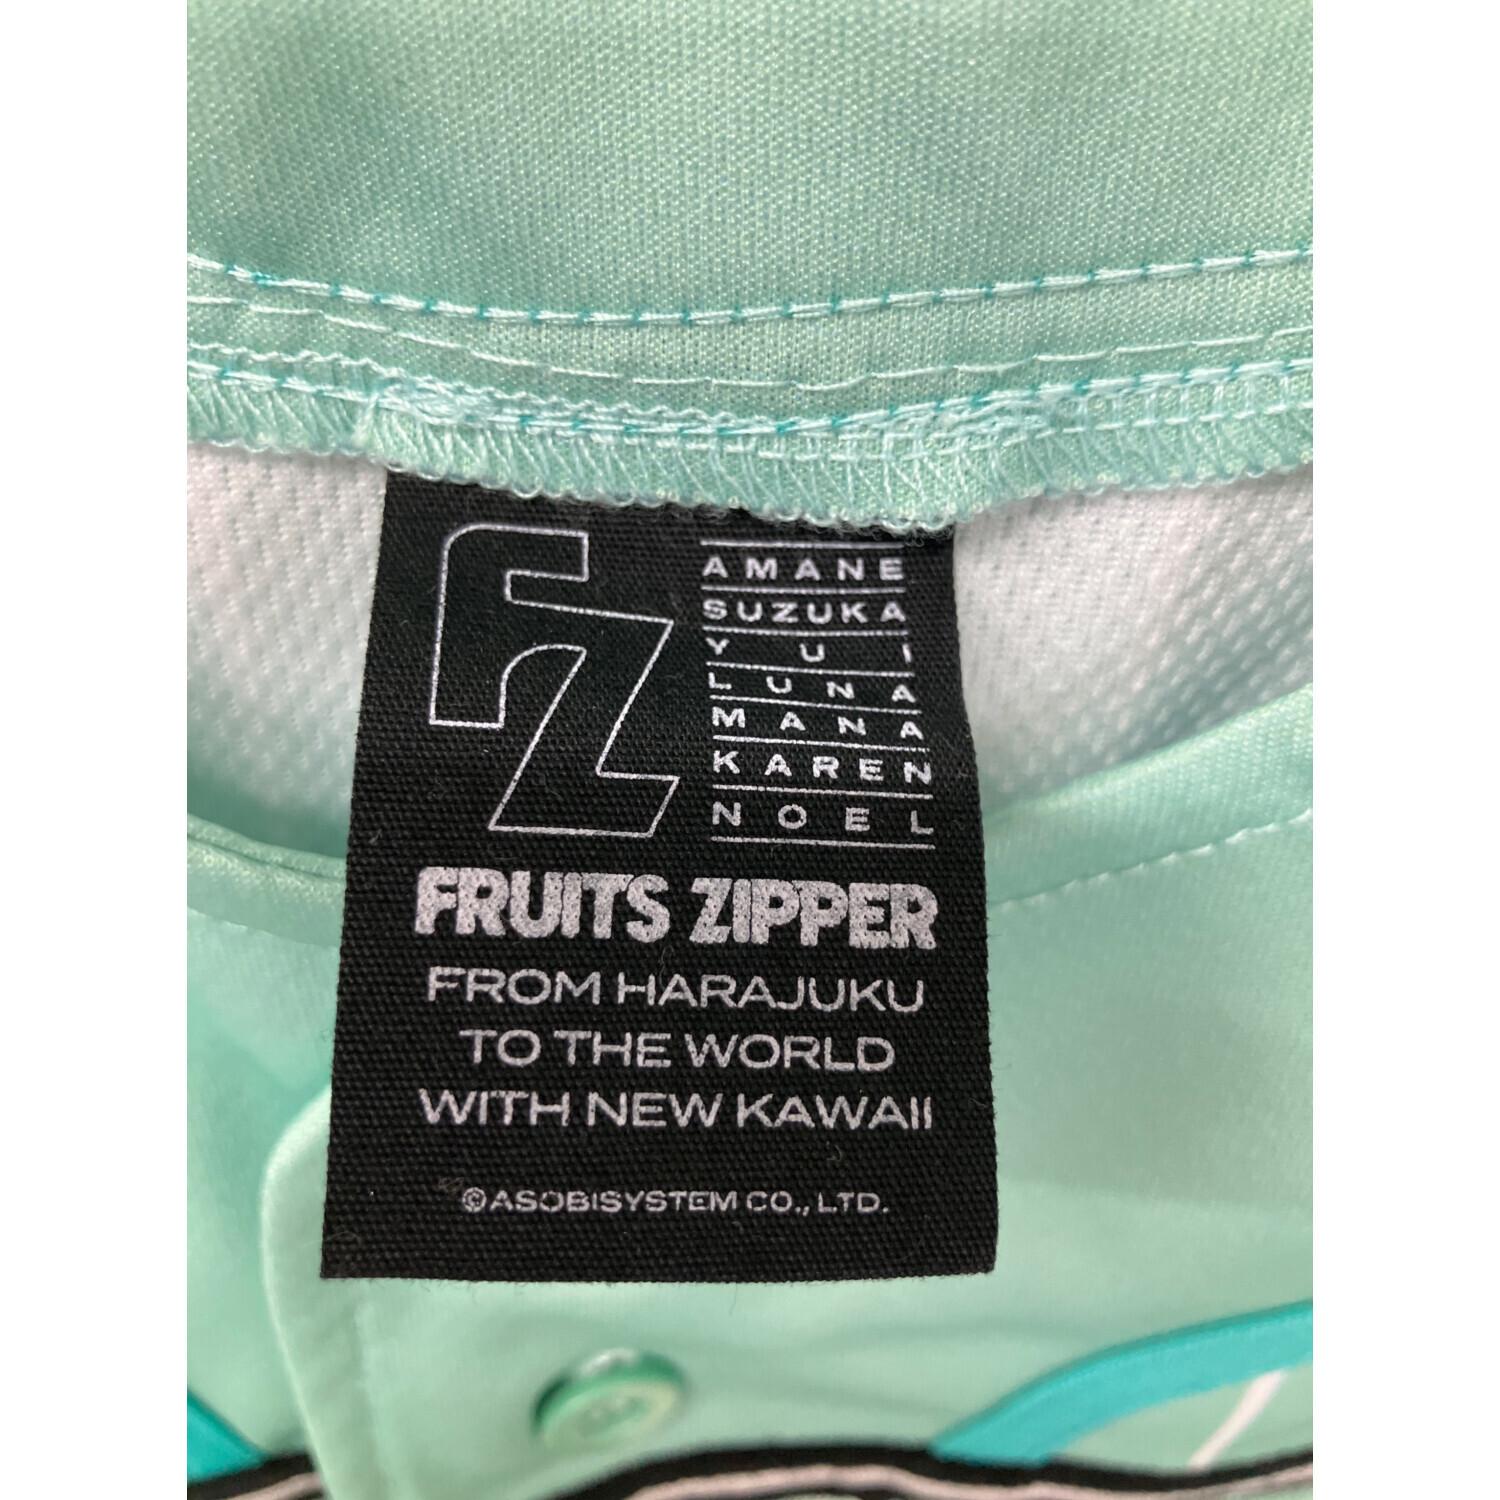 FZ
AMANE
SUZUKA
YUI
LUNA
MANA
KAREN
NOEL
FRUITS ZIPPER
FROM HARAJUKU
TO THE WORLD
WITH NEW KAWAII
©ASOBISYSTEM CO., LTD.